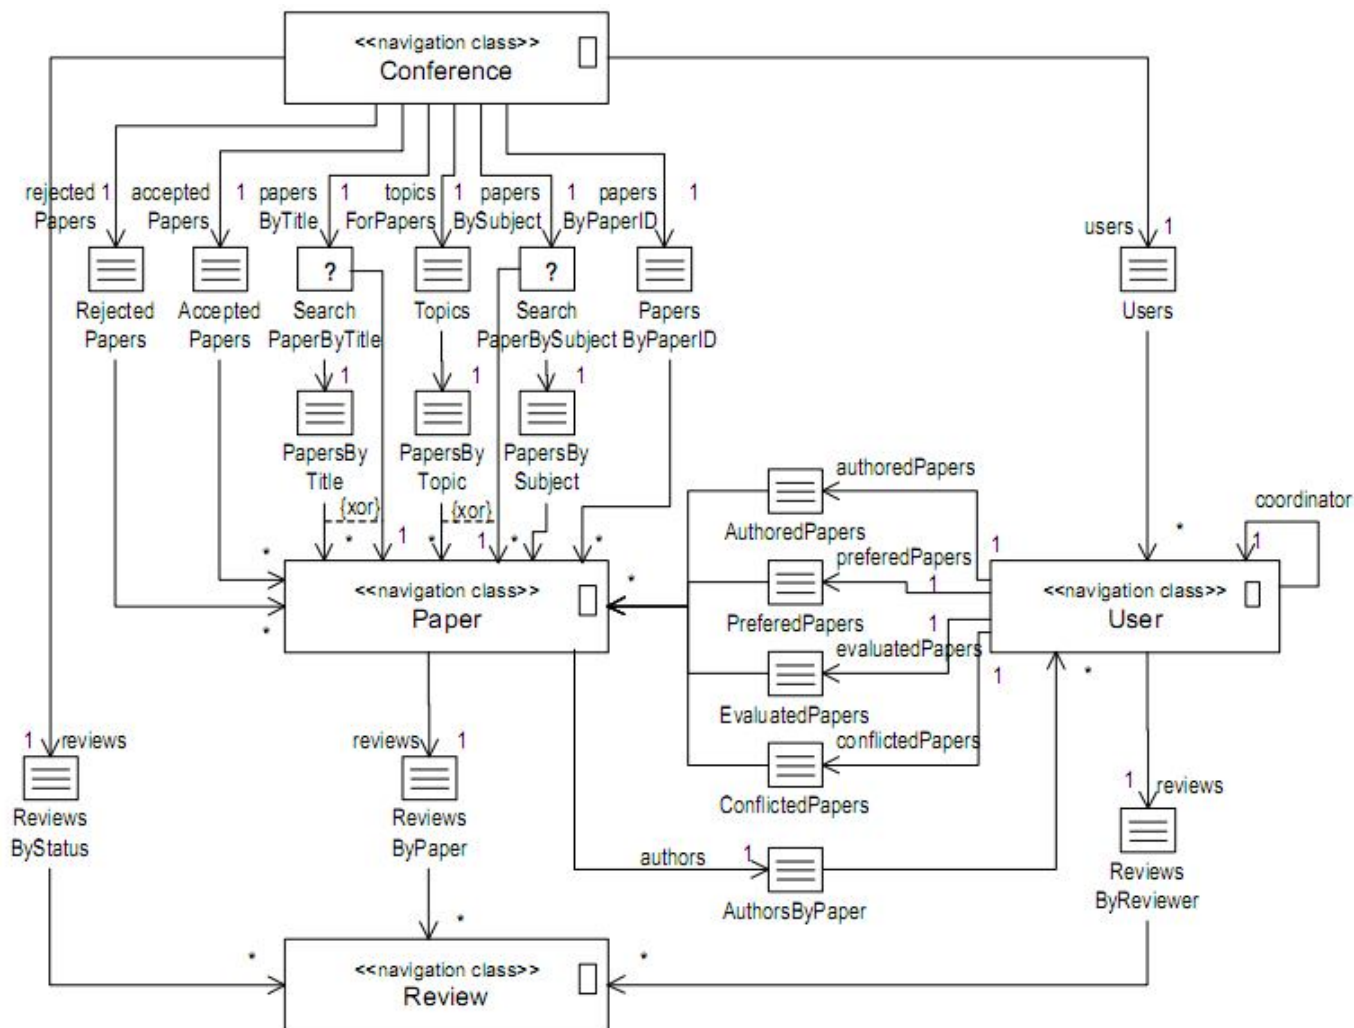 <<navigation class>>
Conference
rejected 1 accepted 1 papers 1 topics 1 papers 1 papers 1
Papers Papers ByTitle ForPapers BySubject ByPaperID
users 1
? ?
Rejected Accepted Search Topics Search Papers Users
Papers Papers PaperByTitle PaperBySubject ByPaperID
1 1 1
PapersBy PapersBy PapersBy
Title Topic Subject
authoredPapers
coordinator
{xor} {xor}
AuthoredPapers
* * 1 * 1 * * 1 * 1
preferedPapers
<<navigation class>>
Paper
* *
*
1
PreferedPapers
<<navigation class>>
User
1
evaluatedPapers
1 *
EvaluatedPapers
conflictedPapers
1 reviews
reviews 1
1 reviews
ConflictedPapers
Reviews
ByStatus
Reviews
ByPaper
authors 1
AuthorsByPaper
Reviews
ByReviewer
* * *
<<navigation class>>
Review